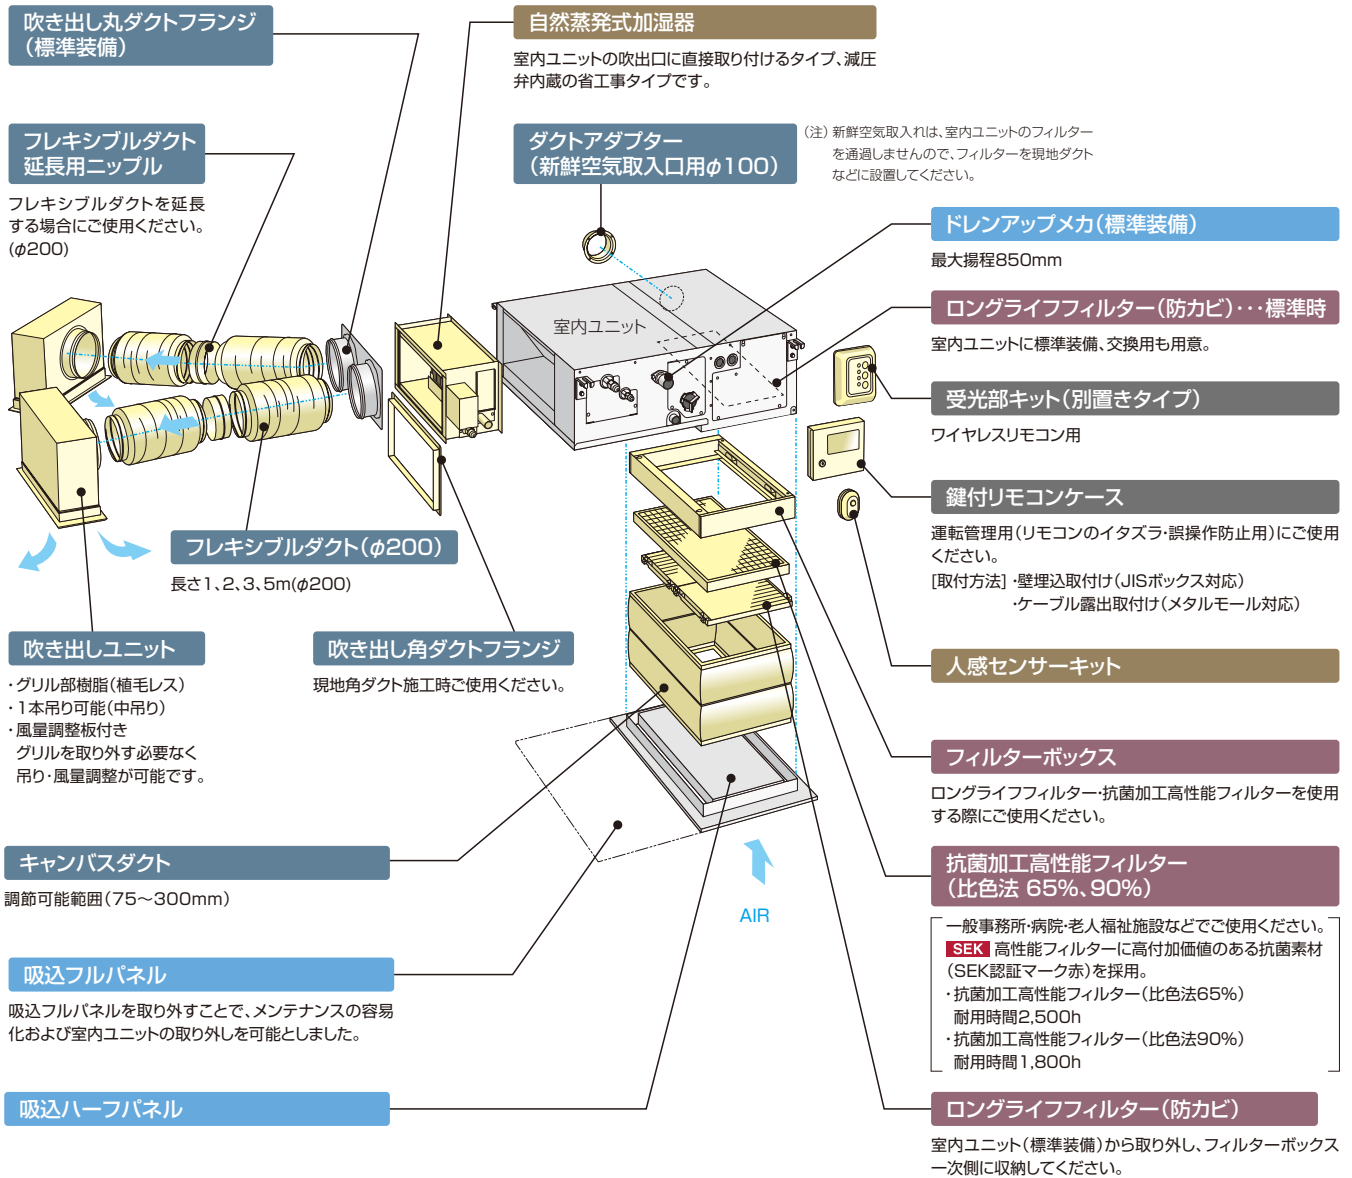 吹き出し丸ダクトフランジ
（標準装備）
自然蒸発式加湿器
室内ユニットの吹出口に直接取り付けるタイプ、減圧
弁内蔵の省工事タイプです。
フレキシブルダクト
延長用ニップル
フレキシブルダクトを延長
する場合にご使用ください。
(φ200)
ダクトアダプター
（新鮮空気取入口用φ100）
（注）新鮮空気取入れは、室内ユニットのフィルター
を通過しませんので、フィルターを現地ダクト
などに設置してください。
ドレンアップメカ（標準装備）
最大揚程850mm
ロングライフフィルター（防カビ）･･･標準時
室内ユニットに標準装備、交換用も用意。
室内ユニット
受光部キット（別置きタイプ）
ワイヤレスリモコン用
鍵付リモコンケース
運転管理用（リモコンのイタズラ・誤操作防止用）にご使用
ください。
[取付方法] ・壁埋込取付け（JISボックス対応）
・ケーブル露出取付け（メタルモール対応）
フレキシブルダクト（φ200）
長さ1、2、3、5m(φ200)
吹き出しユニット
・グリル部樹脂（植毛レス）
・1本吊り可能（中吊り）
・風量調整板付き
グリルを取り外す必要なく
吊り・風量調整が可能です。
吹き出し角ダクトフランジ
現地角ダクト施工時ご使用ください。
人感センサーキット
フィルターボックス
ロングライフフィルター・抗菌加工高性能フィルターを使用
する際にご使用ください。
キャンバスダクト
調節可能範囲（75～300mm）
AIR
抗菌加工高性能フィルター
（比色法 65%、90%）
一般事務所・病院・老人福祉施設などでご使用ください。
SEK 高性能フィルターに高付加価値のある抗菌素材
（SEK認証マーク赤）を採用。
・抗菌加工高性能フィルター（比色法65%）
耐用時間2,500h
・抗菌加工高性能フィルター（比色法90%）
耐用時間1,800h
吸込フルパネル
吸込フルパネルを取り外すことで、メンテナンスの容易
化および室内ユニットの取り外しを可能としました。
吸込ハーフパネル
ロングライフフィルター（防カビ）
室内ユニット（標準装備）から取り外し、フィルターボックス
一次側に収納してください。